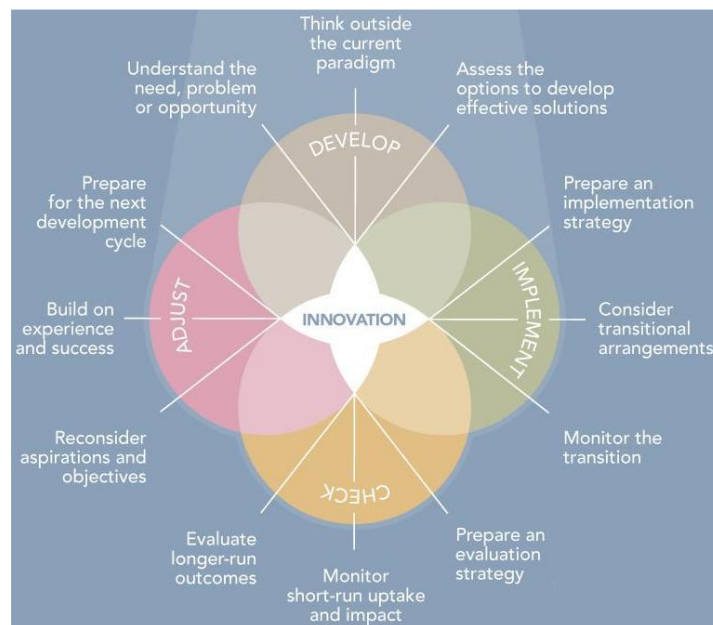 Think outside
the current
paradigm
Understand the
need, problem
or opportunity
Assess the
options to develop
effective solutions
DEVELOP
Prepare
for the next
development
cycle
Prepare an
implementation
strategy
ADJUST
INNOVATION
IMPLEMENT
Build on
experience
and success
Consider
transitional
arrangements
Reconsider
aspirations and
objectives
Monitor the
transition
CHECK
Evaluate
longer-run
outcomes
Monitor
short-run uptake
and impact
Prepare an
evaluation
strategy